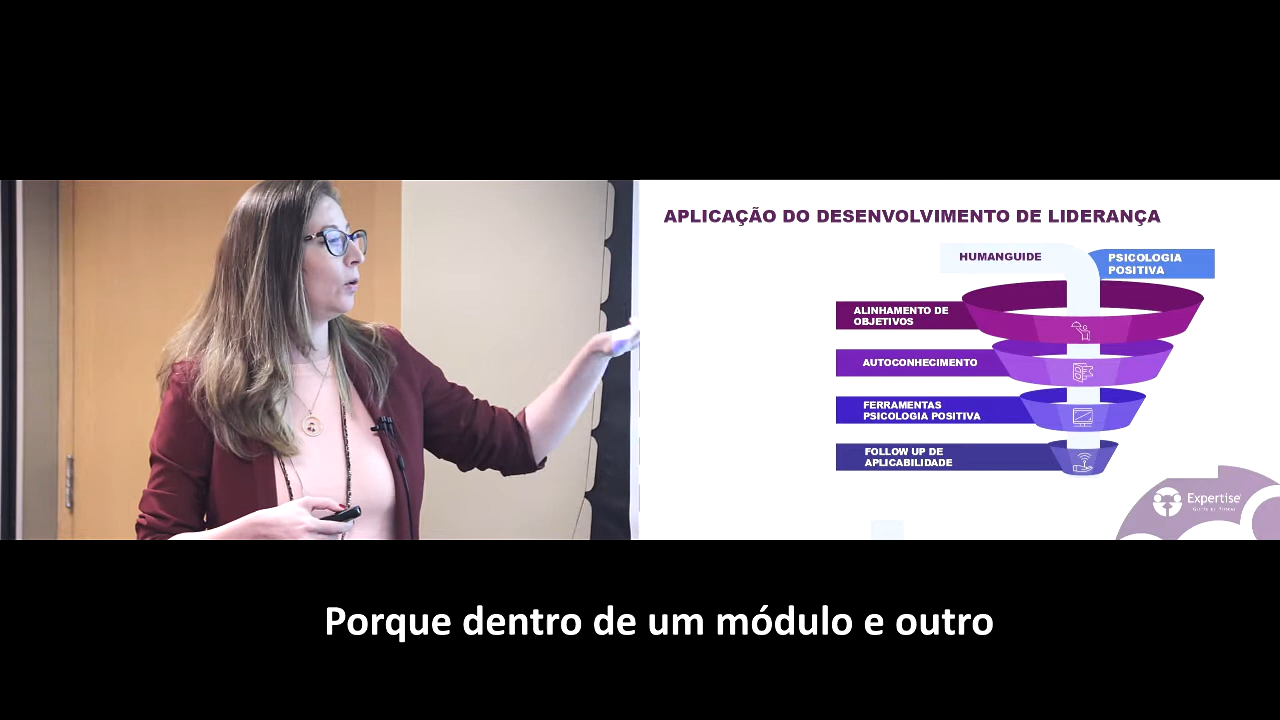 APLICAÇÃO DO DESENVOLVIMENTO DE LIDERANÇA
HUMANGUIDE
PSICOLOGIA
POSITIVA
ALINHAMENTO DE
OBJETIVOS
AUTOCONHECIMENTO
FERRAMENTAS
PSICOLOGIA POSITIVA
FOLLOW UP DE
APLICABILIDADE
Expertise
Porque dentro de um módulo e outro